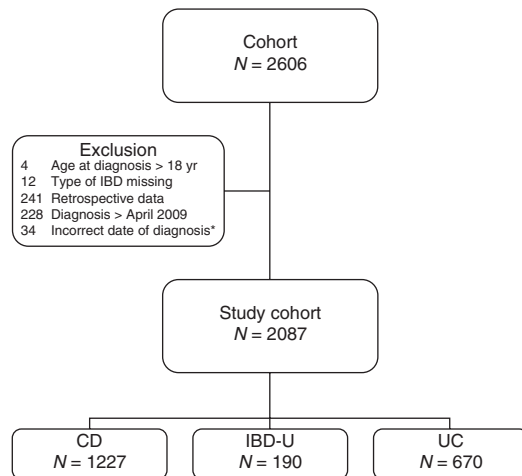 Cohort
N = 2606
Exclusion
4 Age at diagnosis > 18 yr
12 Type of IBD missing
241 Retrospective data
228 Diagnosis > April 2009
34 Incorrect date of diagnosis*
Study cohort
N = 2087
CD
N = 1227
IBD-U
N = 190
UC
N = 670